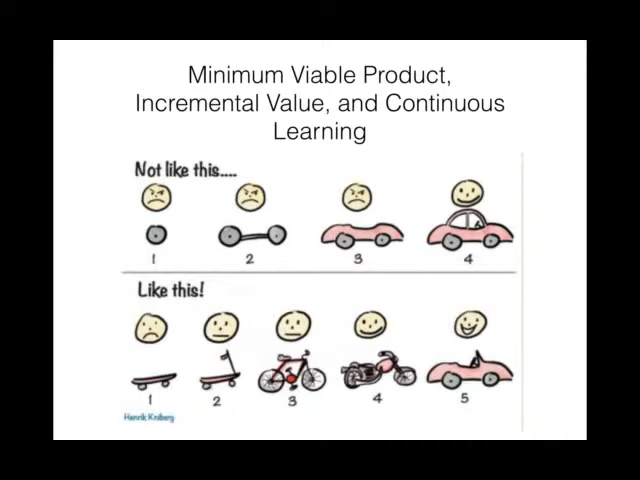 Minimum Viable Product,
Incremental Value, and Continuous
Learning
Not like this....
1 2 3 4
Like this!
1 2 3 4 5
Henrik Kniberg